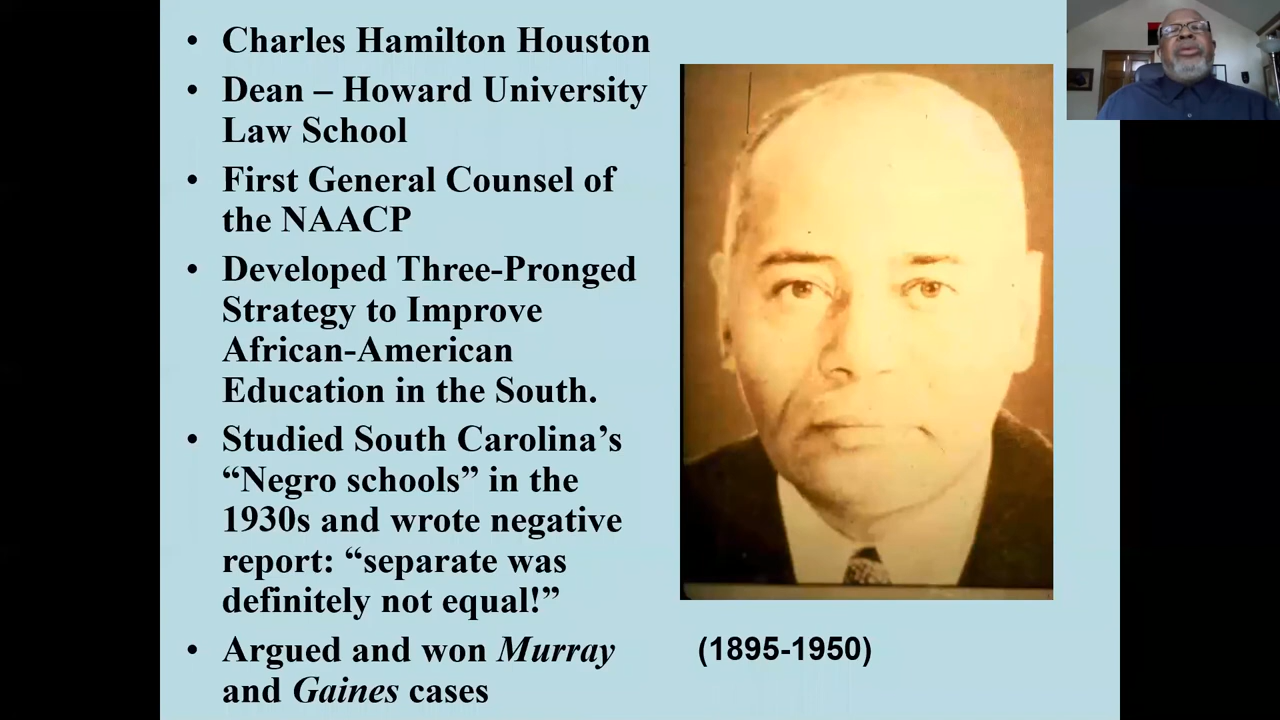 • Charles Hamilton Houston
• Dean – Howard University
Law School
• First General Counsel of
the NAACP
• Developed Three-Pronged
Strategy to Improve
African-American
Education in the South.
• Studied South Carolina’s
“Negro schools” in the
1930s and wrote negative
report: “separate was
definitely not equal!”
• Argued and won Murray
and Gaines cases
(1895-1950)